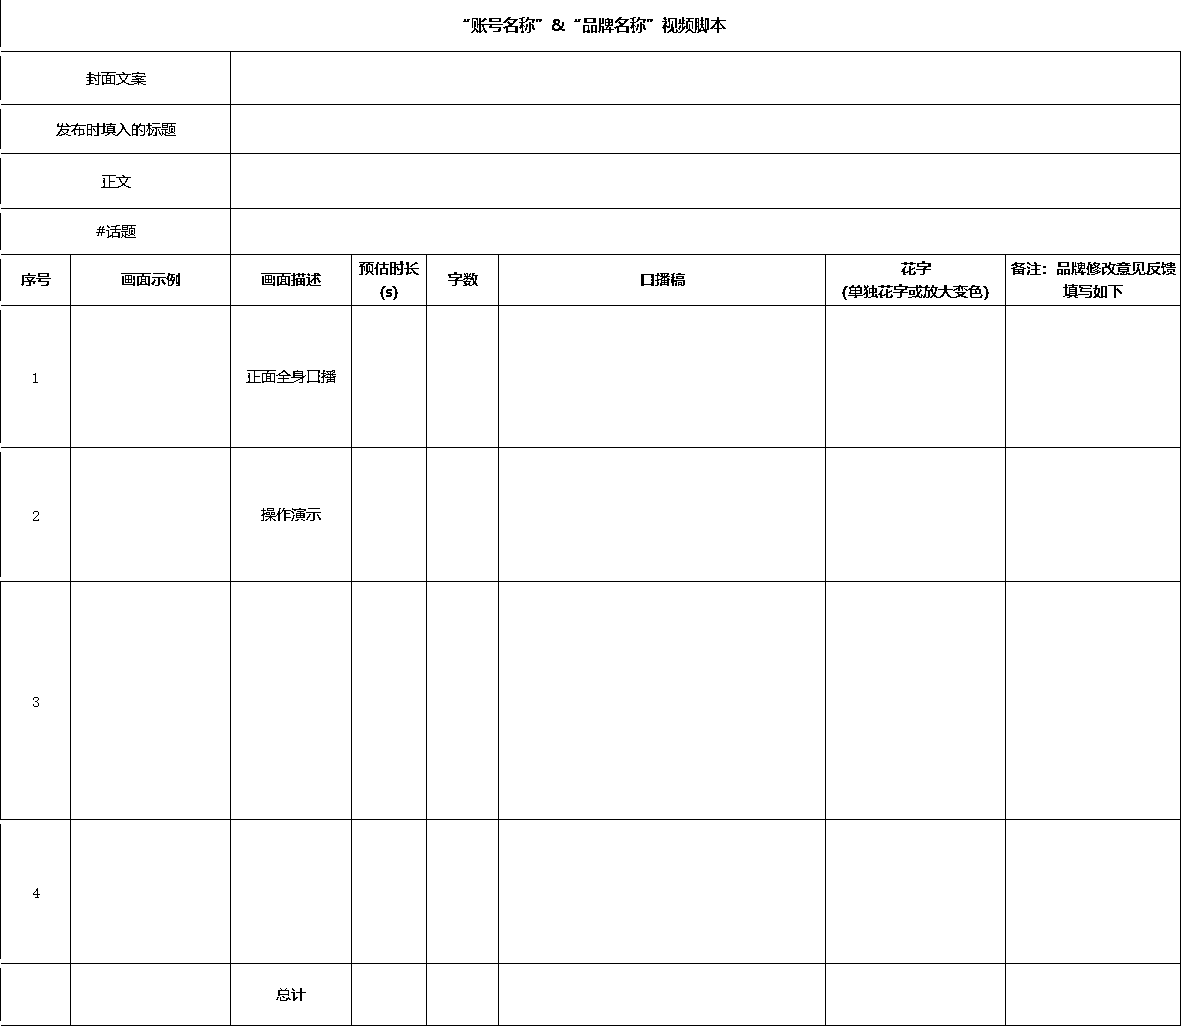 “账号名称”&“品牌名称”视频脚本
封面文案
发布时填入的标题
正文
#话题
序号
画面示例
画面描述
预估时长
(s)
字数
口播稿
花字
(单独花字或放大变色)
备注：品牌修改意见反馈
填写如下
1
正面全身口播
2
操作演示
3
4
总计